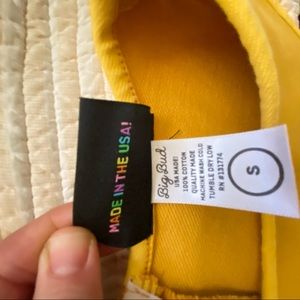 MADE IN THE USA!
Big Bud
USA MADE!
100% COTTON
QUALITY MADE
MACHINE WASH COLD
TUMBLE DRY LOW
RN #131774
S